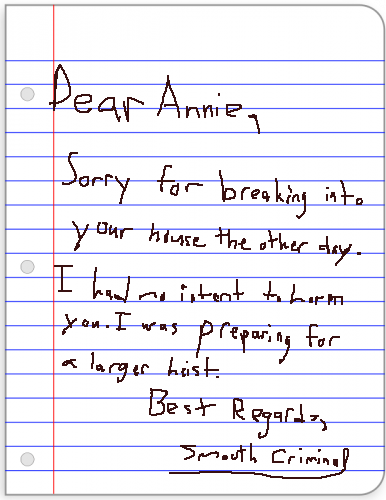 Dear Annie,
Sorry for breaking into
your house the other day.
I had no intent to harm
you. I was preparing for
a larger heist.
Best Regards,
Smouth Criminal